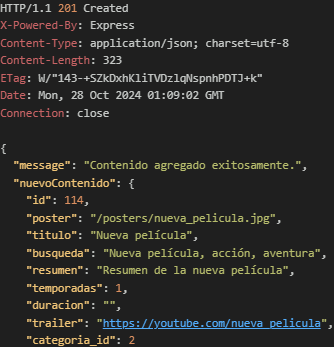 HTTP/1.1 201 Created
X-Powered-By: Express
Content-Type: application/json; charset=utf-8
Content-Length: 323
ETag: W/"143-+SZkDxhKliTVDzlqNspnhPDTJ+k"
Date: Mon, 28 Oct 2024 01:09:02 GMT
Connection: close
{
"message": "Contenido agregado exitosamente.",
"nuevoContenido": {
"id": 114,
"poster": "/posters/nueva_pelicula.jpg",
"titulo": "Nueva película",
"busqueda": "Nueva película, acción, aventura",
"resumen": "Resumen de la nueva película",
"temporadas": 1,
"duracion": "",
"trailer": "https://youtube.com/nueva_pelicula",
"categoria_id": 2